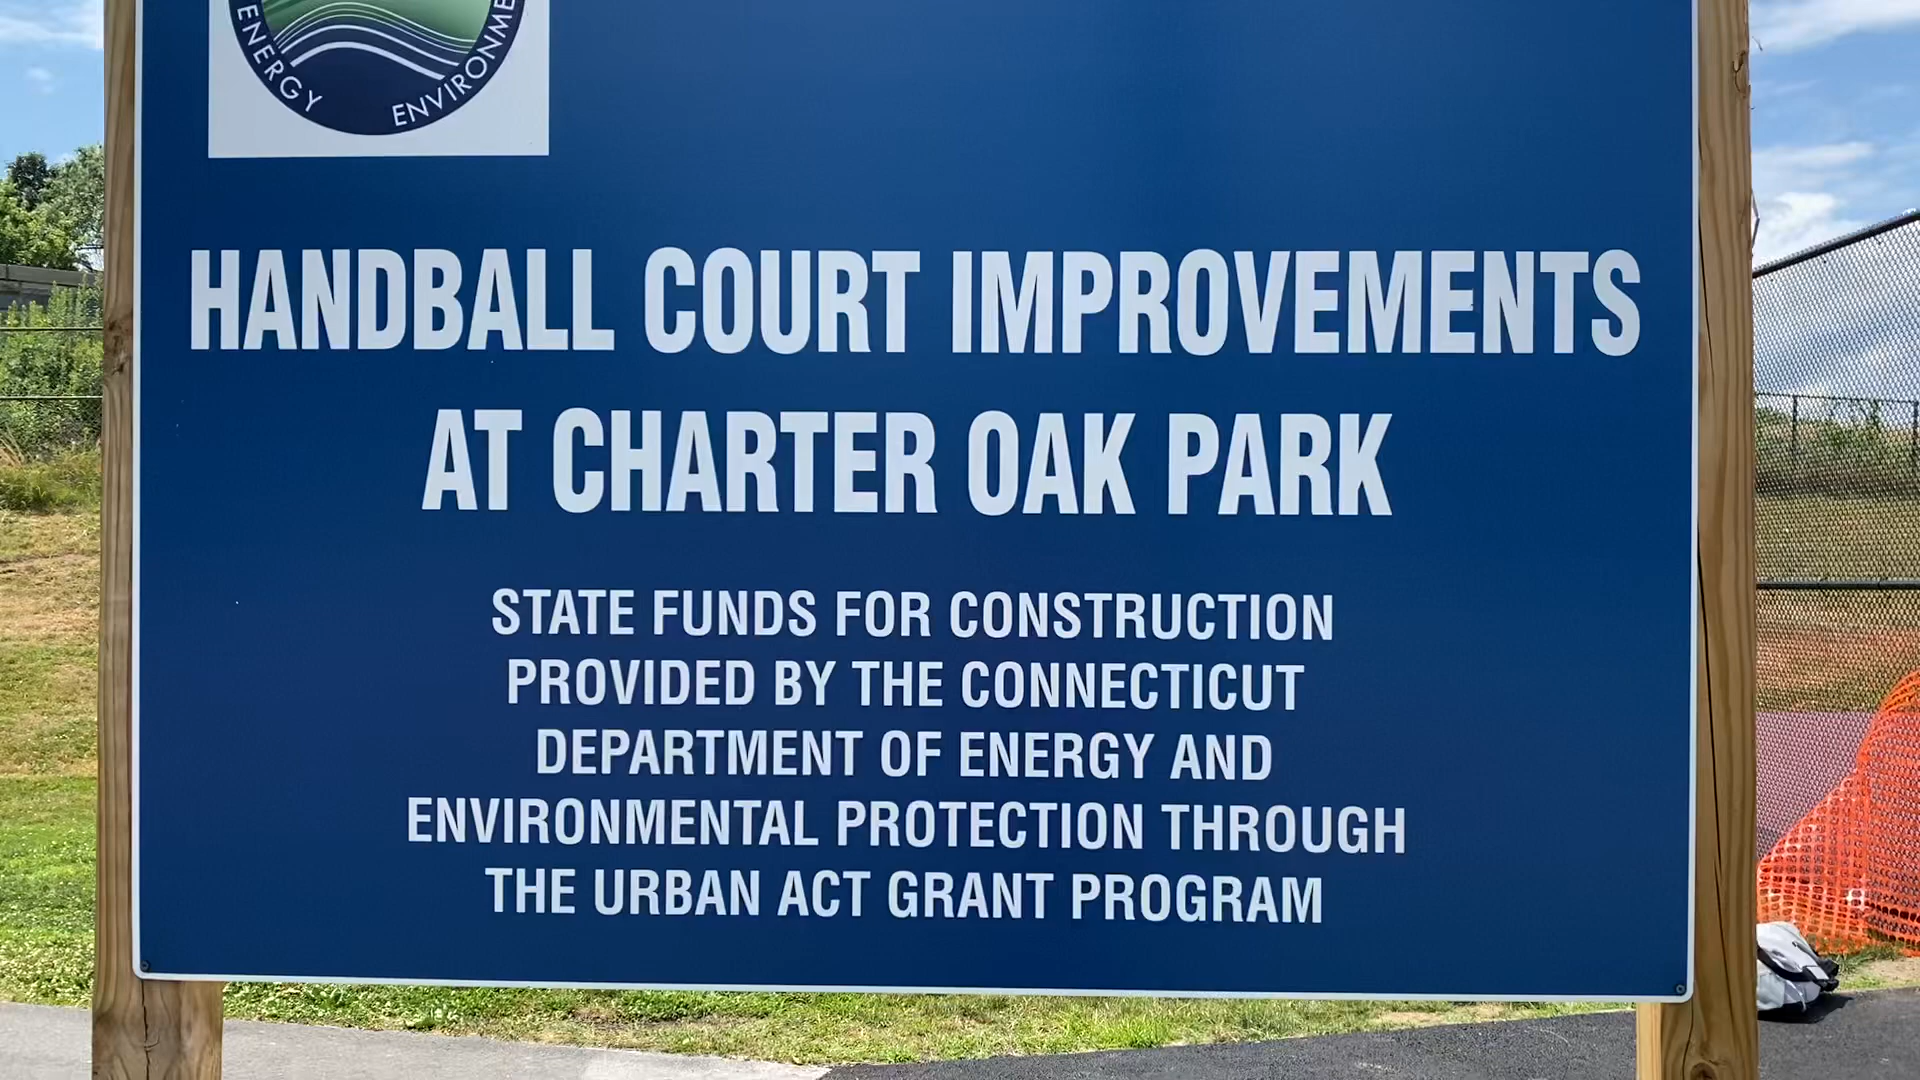 ENERGY
ENVIRONME
HANDBALL COURT IMPROVEMENTS
AT CHARTER OAK PARK
STATE FUNDS FOR CONSTRUCTION
PROVIDED BY THE CONNECTICUT
DEPARTMENT OF ENERGY AND
ENVIRONMENTAL PROTECTION THROUGH
THE URBAN ACT GRANT PROGRAM